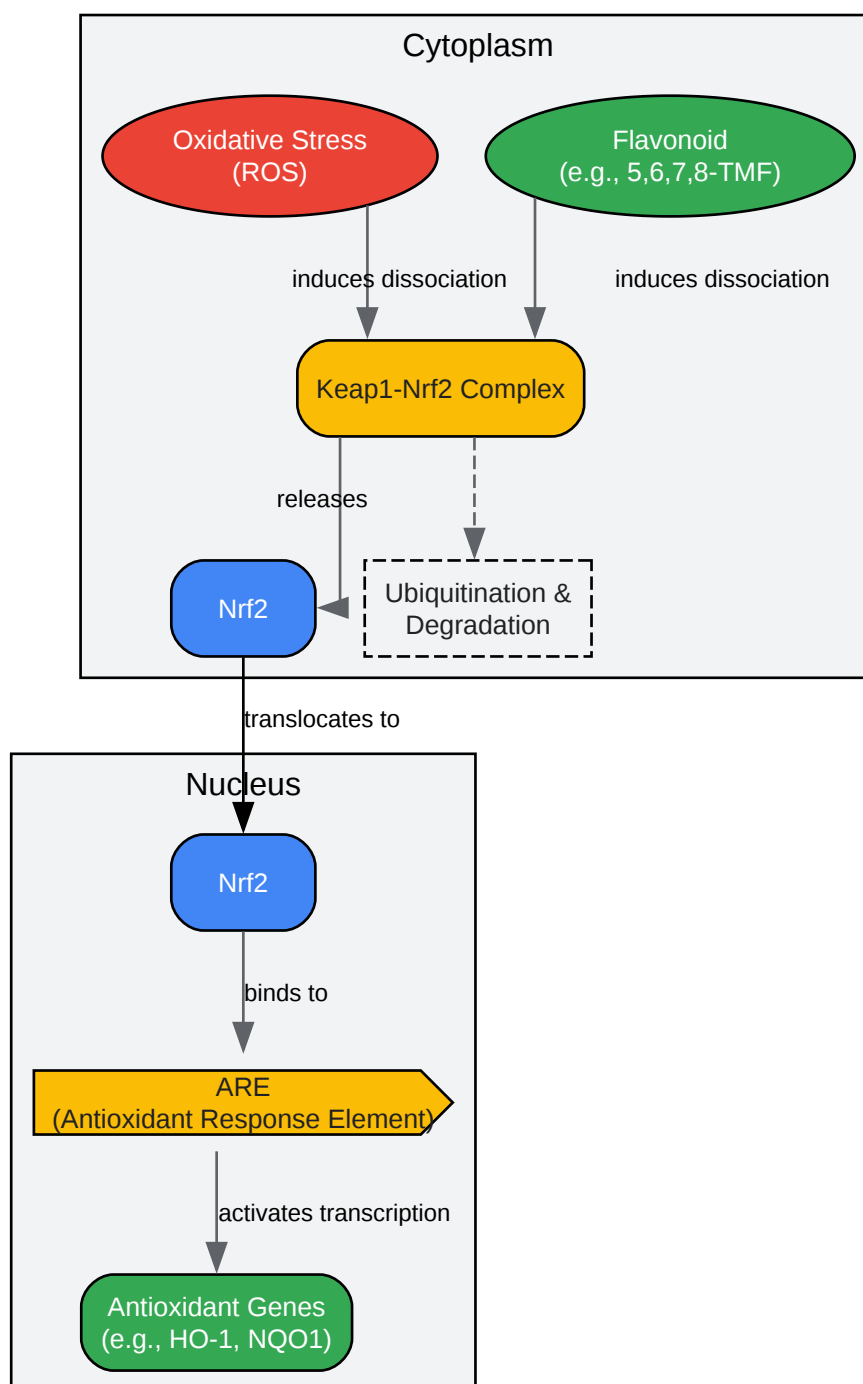 Cytoplasm
Oxidative Stress
(ROS)
Flavonoid
(e.g., 5,6,7,8-TMF)
induces dissociation
induces dissociation
Keap1-Nrf2 Complex
releases
Nrf2
Ubiquitination &
Degradation
translocates to
Nucleus
Nrf2
binds to
ARE
(Antioxidant Response Element)
activates transcription
Antioxidant Genes
(e.g., HO-1, NQO1)